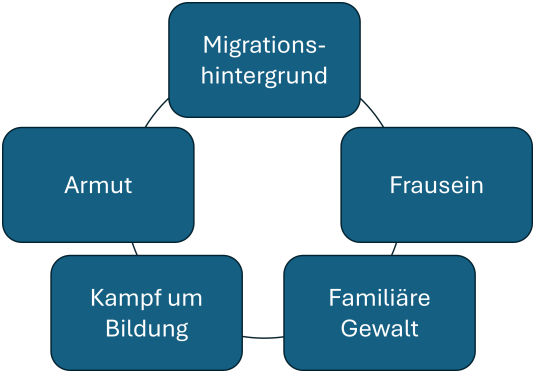 Migrations-
hintergrund
Armut
Frausein
Kampf um
Bildung
Familiäre
Gewalt